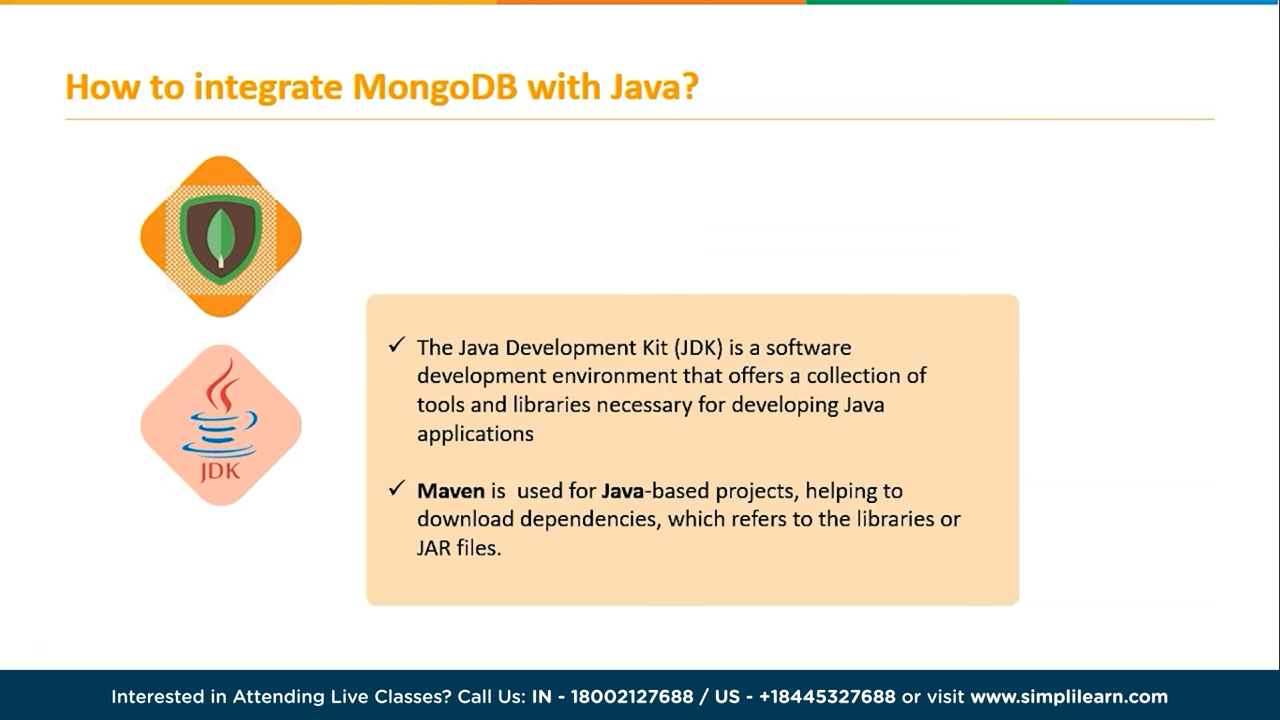 How to integrate MongoDB with Java?
JDK
✓ The Java Development Kit (JDK) is a software
development environment that offers a collection of
tools and libraries necessary for developing Java
applications
✓ Maven is  used for Java-based projects, helping to
download dependencies, which refers to the libraries or
JAR files.
Interested in Attending Live Classes? Call Us: IN - 18002127688 / US - +18445327688 or visit www.simplilearn.com